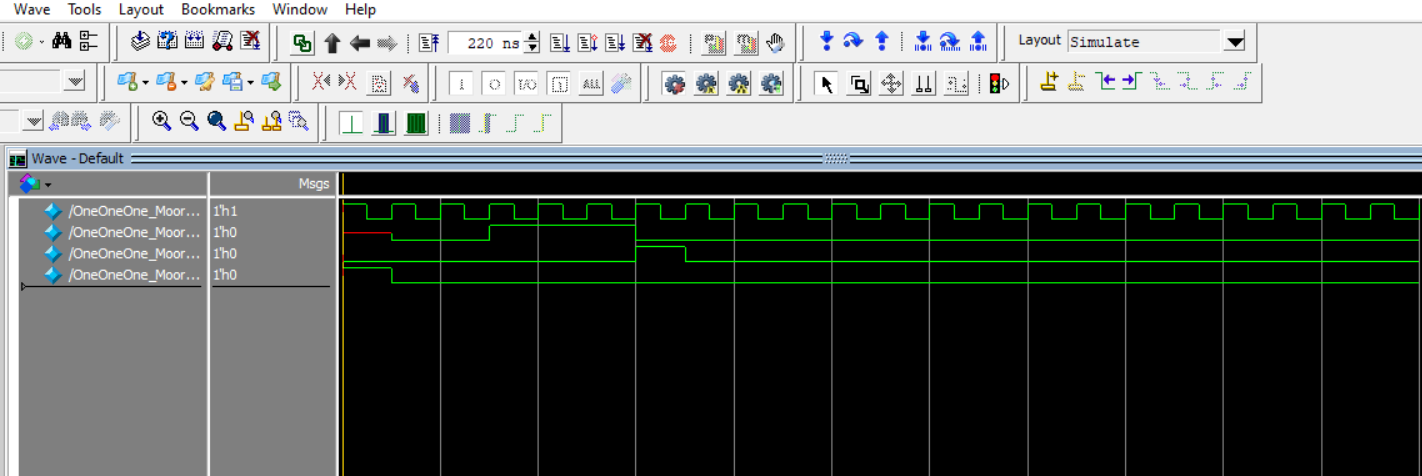 Wave Tools Layout Bookmarks Window Help
220 ns
Layout Simulate
I O I/O ALL
Wave - Default
Msgs
/OneOneOne_Moor... 1'h1
/OneOneOne_Moor... 1'h0
/OneOneOne_Moor... 1'h0
/OneOneOne_Moor... 1'h0